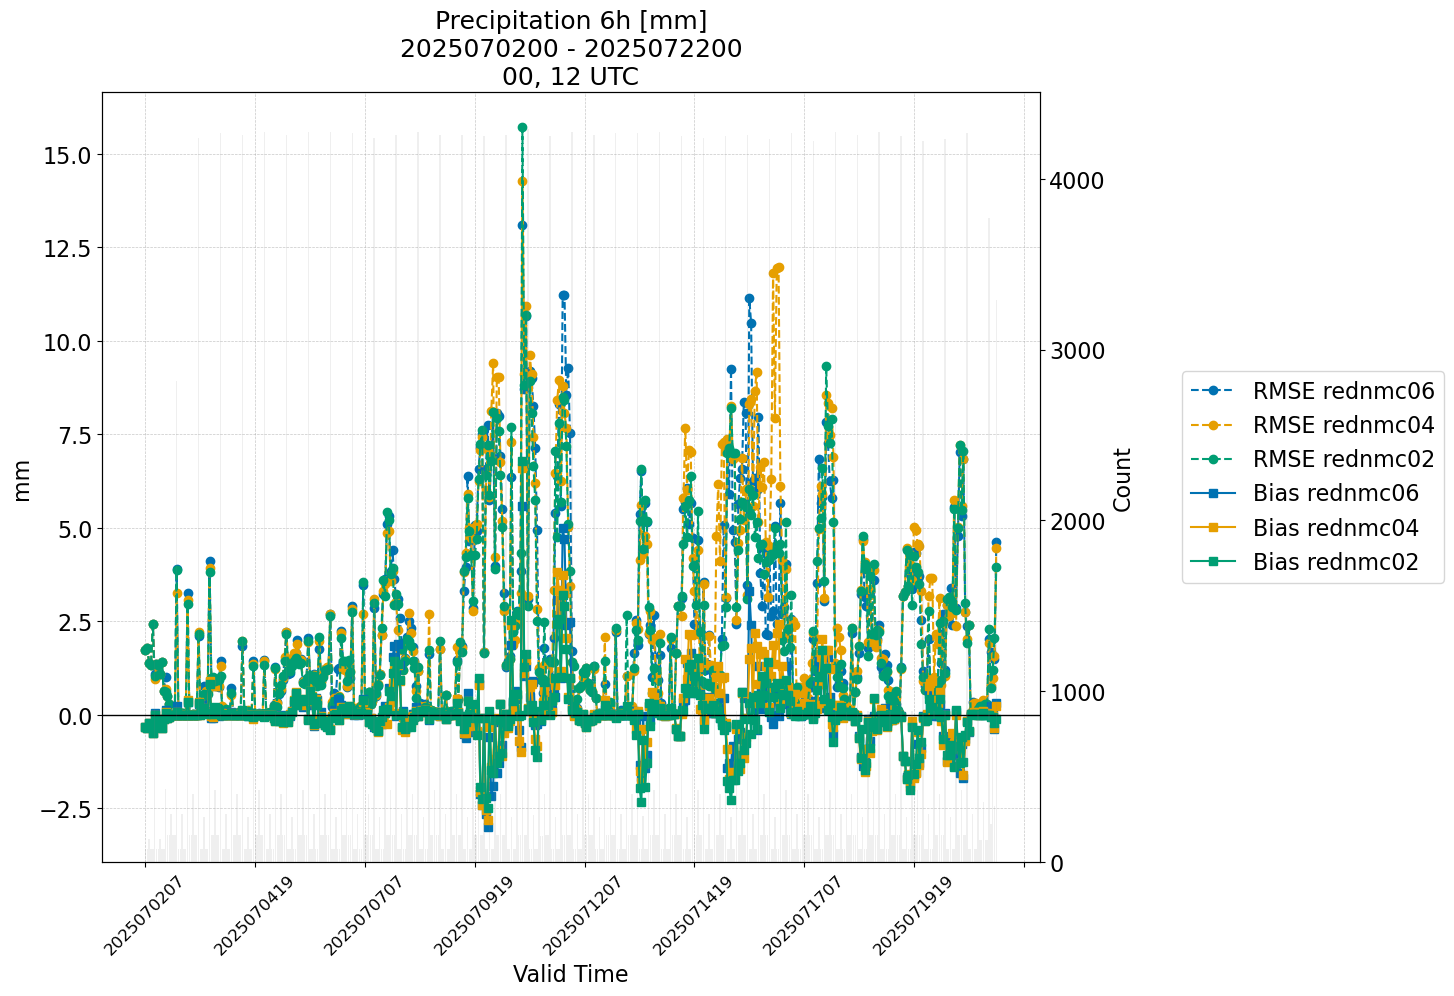 Precipitation 6h [mm]
2025070200 - 2025072200
00, 12 UTC
15.0
12.5
10.0
7.5
5.0
2.5
0.0
−2.5
mm
4000
3000
2000
1000
0
Count
2025070207
2025070419
2025070707
2025070919
2025071207
2025071419
2025071707
2025071919
Valid Time
RMSE rednmc06
RMSE rednmc04
RMSE rednmc02
Bias rednmc06
Bias rednmc04
Bias rednmc02